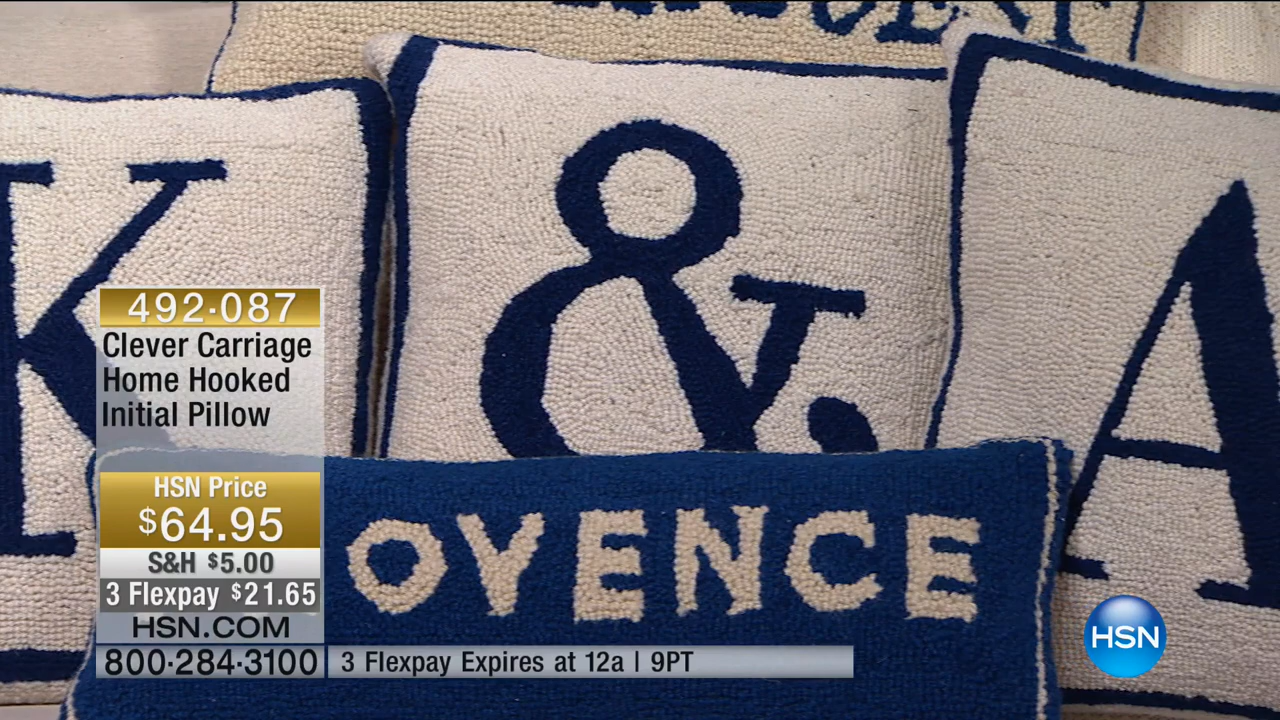 K
&
A
OVENCE
492·087
Clever Carriage
Home Hooked
Initial Pillow
HSN Price
$64.95
S&H $5.00
3 Flexpay $21.65
HSN.COM
800·284·3100
3 Flexpay Expires at 12a | 9PT
HSN